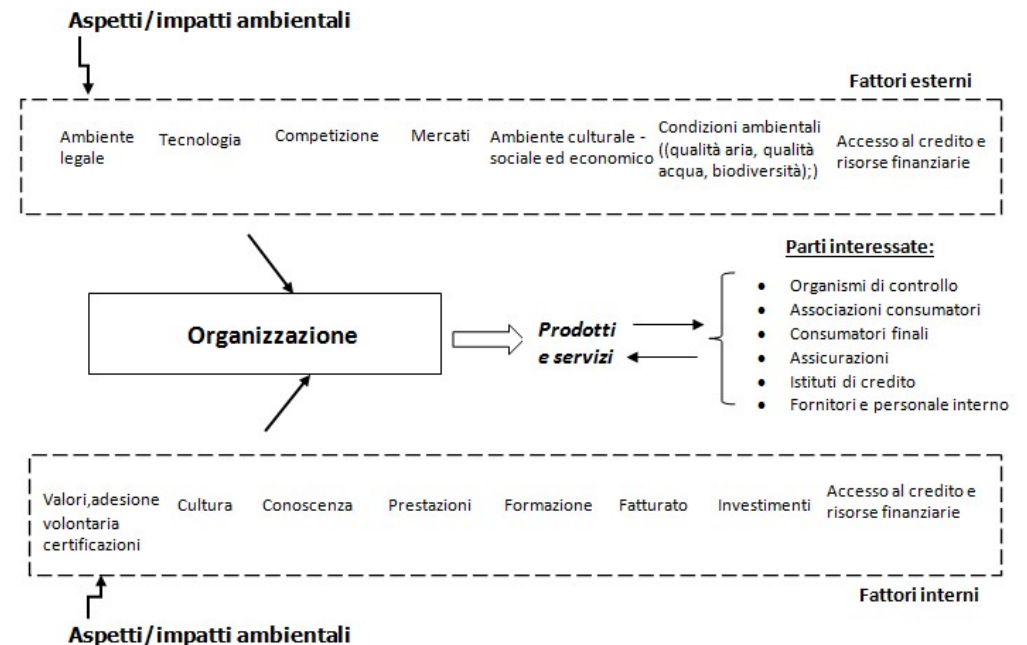 Aspetti/impatti ambientali
Fattori esterni
Ambiente
legale
Tecnologia
Competizione
Mercati
Ambiente culturale -
sociale ed economico
Condizioni ambientali
((qualità aria, qualità
acqua, biodiversità);)
Accesso al credito e
risorse finanziarie
Parti interessate:
Organizzazione
Prodotti
e servizi
• Organismi di controllo
• Associazioni consumatori
• Consumatori finali
• Assicurazioni
• Istituti di credito
• Fornitori e personale interno
Valori,adesione
volontaria
certificazioni
Cultura
Conoscenza
Prestazioni
Formazione
Fatturato
Investimenti
Accesso al credito e
risorse finanziarie
Fattori interni
Aspetti/impatti ambientali